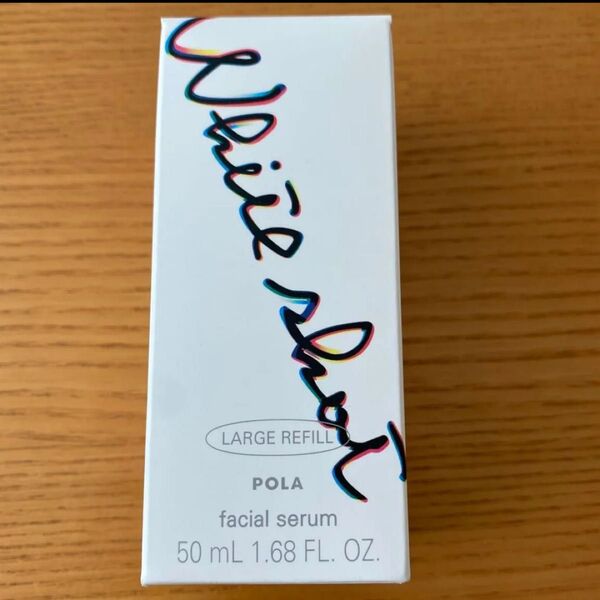 White shot
LARGE REFILL
POLA
facial serum
50 mL 1.68 FL. OZ.